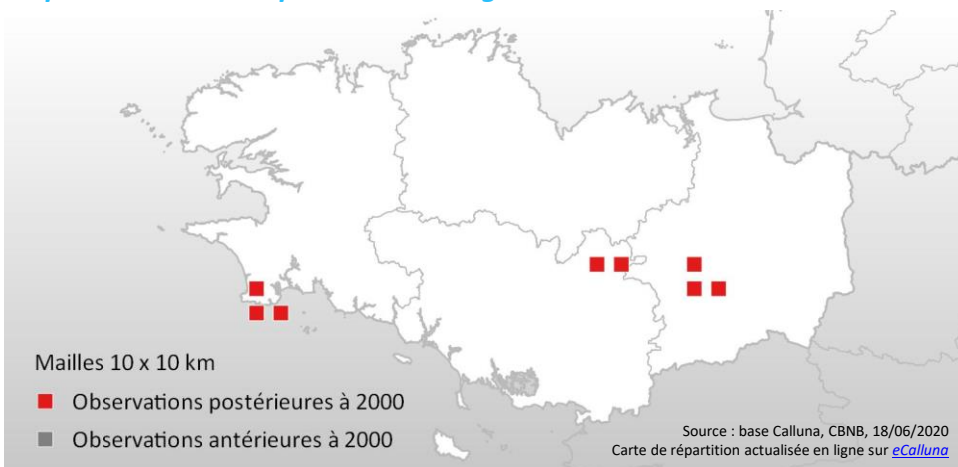 Mailles 10 x 10 km
Observations postérieures à 2000
Observations antérieures à 2000
Source : base Calluna, CBNB, 18/06/2020
Carte de répartition actualisée en ligne sur eCalluna